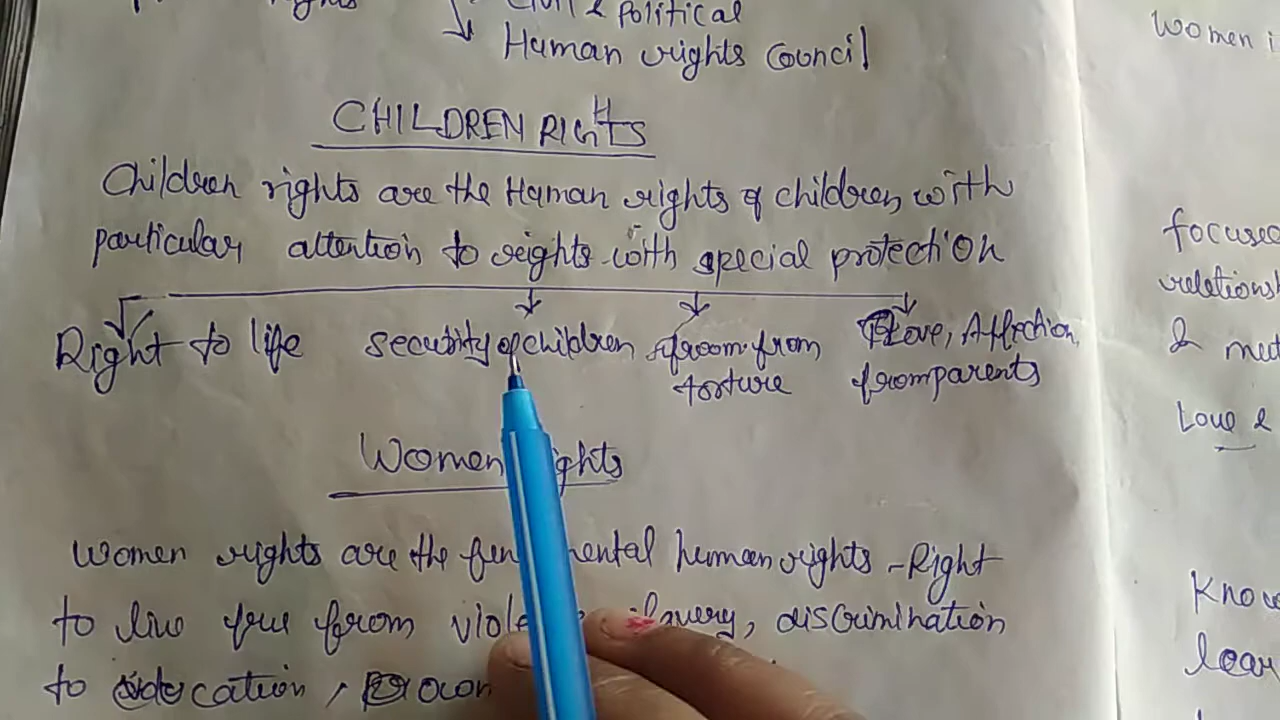 rights
Civil & political
Human rights Council
CHILDREN RIGHTS
Children rights are the Human rights of children with
particular attention to reights with special protection
Right to life
security of children
froom from
torture
Love, Affection,
from parents
Women rights
Women rights are the fundamental human rights - Right
to live free from violence slavery, discrimination
to education, own
Women i
focused
relations
& med
Love &
Know
lear